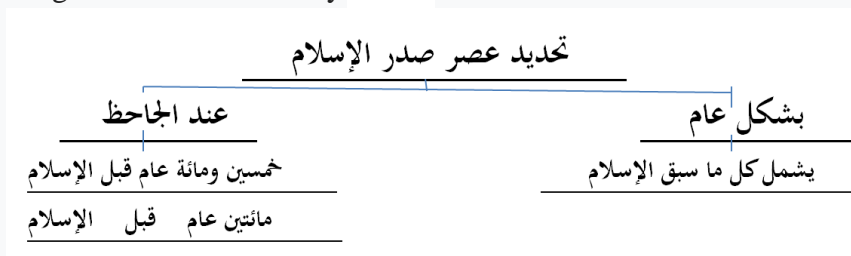 تحديد عصر صدر الإسلام
بشكل عام
عند الجاحظ
يشمل كل ما سبق الإسلام
خمسين ومائة عام قبل الإسلام
مائتين عام قبل الإسلام